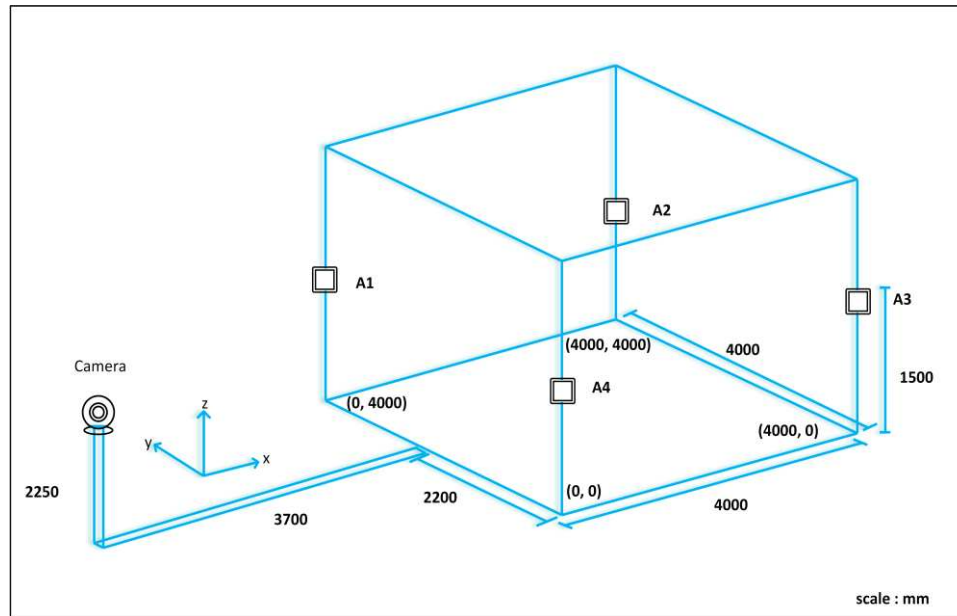 A2
A1
A3
(4000, 4000)
4000
Camera
A4
1500
z
(0, 4000)
y
x
(4000, 0)
2250
2200
(0, 0)
3700
4000
scale : mm